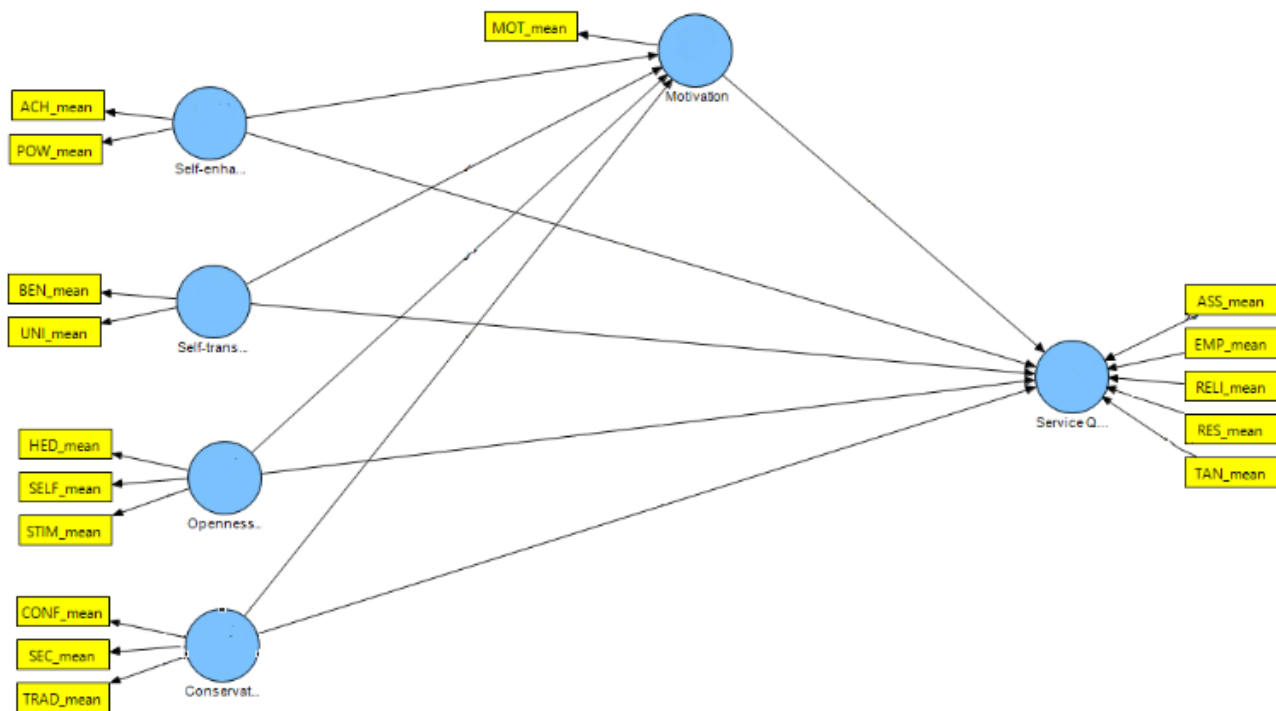 MOT_mean
Motivation
ACH_mean
POW_mean
Self-enha...
BEN_mean
UNI_mean
Self-trans...
HED_mean
SELF_mean
STIM_mean
Openness..
CONF_mean
SEC_mean
TRAD_mean
Conservat..
ASS_mean
EMP_mean
RELI_mean
RES_mean
TAN_mean
Service Q...